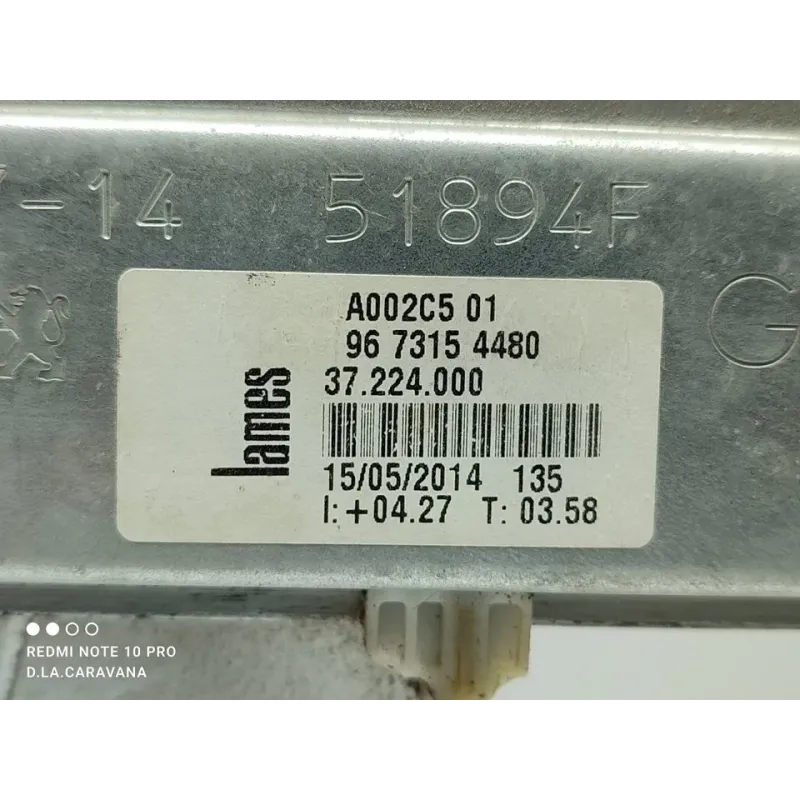 -14 51894F
G
A002C5 01
96 7315 4480
37.224.000
lames
15/05/2014 135
I: +04.27 T: 03.58
REDMI NOTE 10 PRO
D.LA.CARAVANA